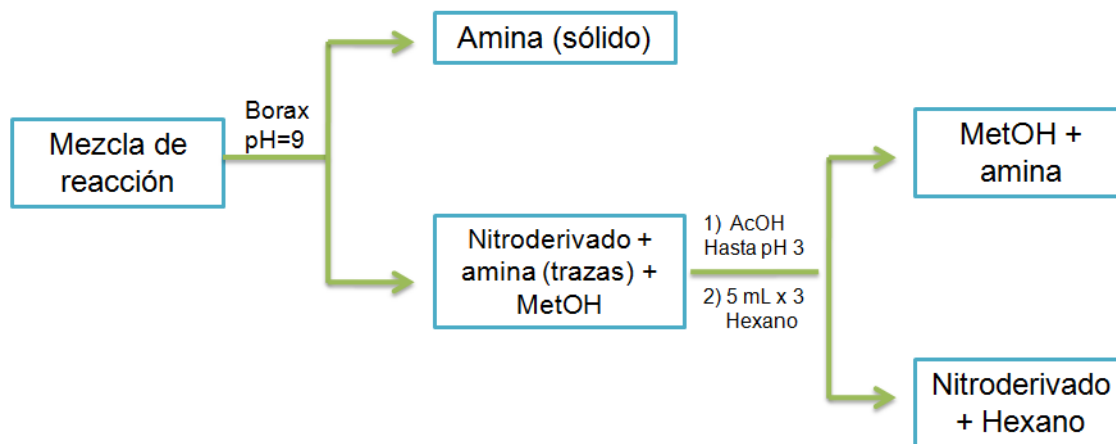 Mezcla de
reacción
Borax
pH=9
Amina (sólido)
Nitroderivado +
amina (trazas) +
MetOH
1) AcOH
Hasta pH 3
2) 5 mL x 3
Hexano
MetOH +
amina
Nitroderivado
+ Hexano